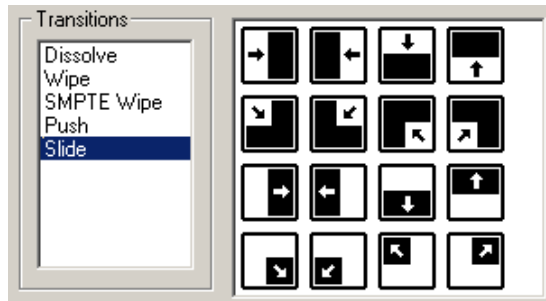 Transitions
Dissolve
Wipe
SMPTE Wipe
Push
Slide